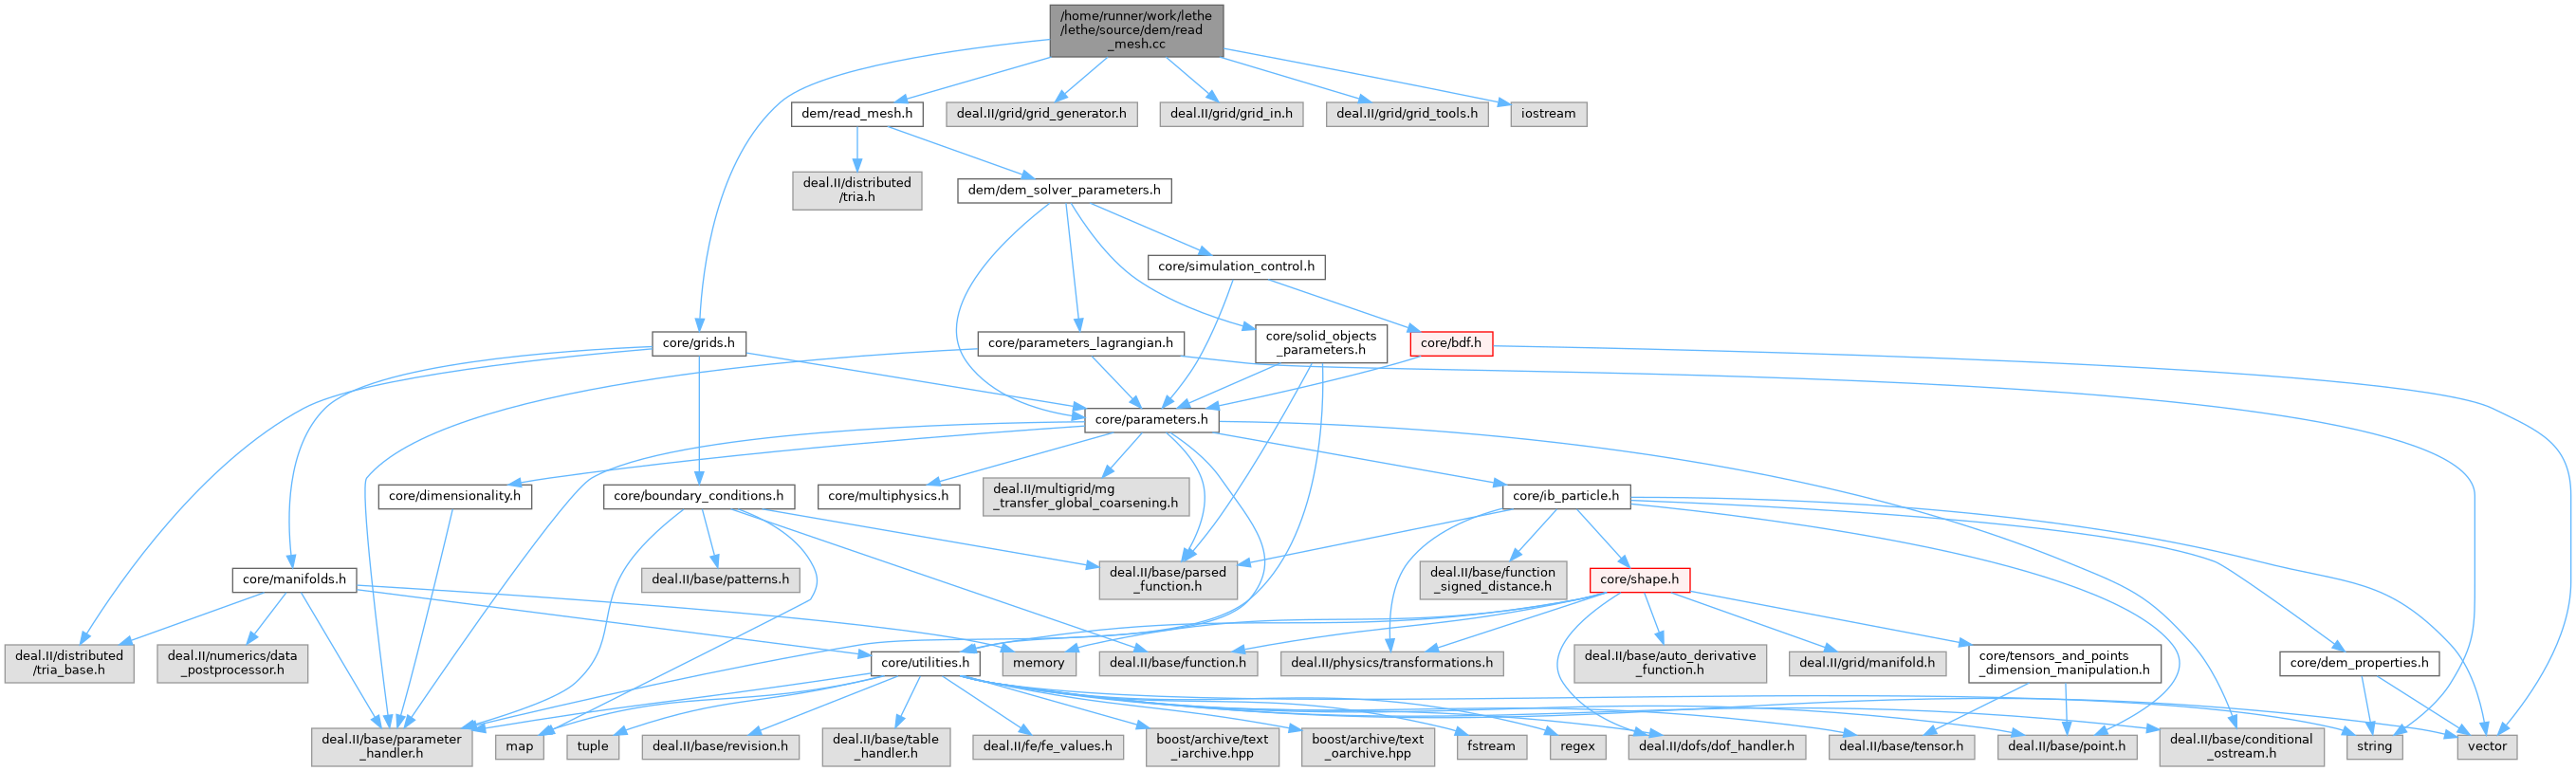 /home/runner/work/lethe
/lethe/source/dem/read
_mesh.cc
dem/read_mesh.h
deal.II/grid/grid_generator.h
deal.II/grid/grid_in.h
deal.II/grid/grid_tools.h
iostream
deal.II/distributed
/tria.h
dem/dem_solver_parameters.h
core/simulation_control.h
core/grids.h
core/parameters_lagrangian.h
core/solid_objects
_parameters.h
core/bdf.h
core/parameters.h
core/dimensionality.h
core/boundary_conditions.h
core/multiphysics.h
deal.II/multigrid/mg
_transfer_global_coarsening.h
core/ib_particle.h
core/manifolds.h
deal.II/base/patterns.h
deal.II/base/parsed
_function.h
deal.II/base/function
_signed_distance.h
core/shape.h
deal.II/distributed
/tria_base.h
deal.II/numerics/data
_postprocessor.h
core/utilities.h
memory
deal.II/base/function.h
deal.II/physics/transformations.h
deal.II/base/auto_derivative
_function.h
deal.II/grid/manifold.h
core/tensors_and_points
_dimension_manipulation.h
core/dem_properties.h
deal.II/base/parameter
_handler.h
map
tuple
deal.II/base/revision.h
deal.II/base/table
_handler.h
deal.II/fe/fe_values.h
boost/archive/text
_iarchive.hpp
boost/archive/text
_oarchive.hpp
fstream
regex
deal.II/dofs/dof_handler.h
deal.II/base/tensor.h
deal.II/base/point.h
deal.II/base/conditional
_ostream.h
string
vector